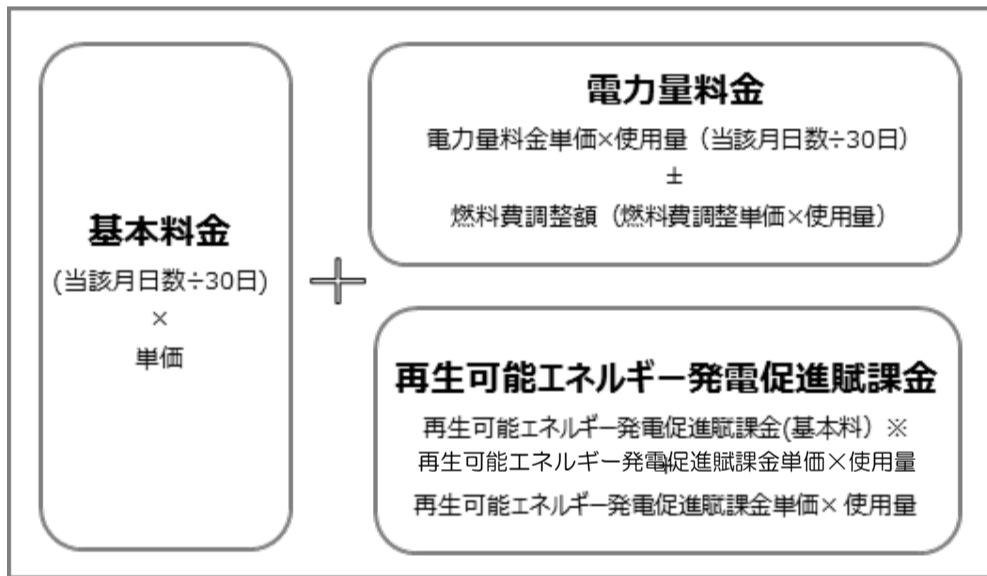 基本料金
(当該月日数÷30日)
×
単価
＋
電力量料金
電力量料金単価×使用量（当該月日数÷30日）
±
燃料費調整額（燃料費調整単価×使用量）
再生可能エネルギー発電促進賦課金
再生可能エネルギー発電促進賦課金(基本料）※
再生可能エネルギー発電促進賦課金単価×使用量
再生可能エネルギー発電促進賦課金単価× 使用量